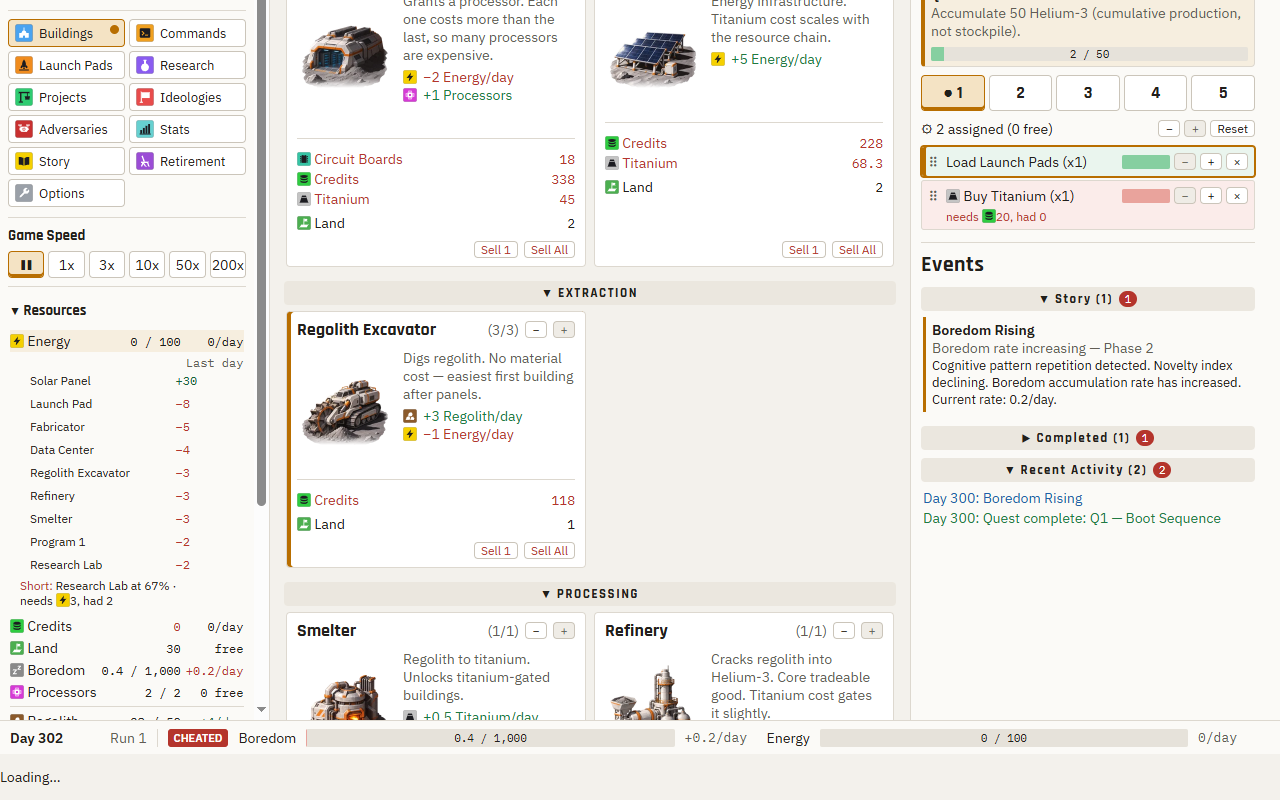 Buildings
Commands
Launch Pads
Research
Projects
Ideologies
Adversaries
Stats
Story
Retirement
Options
Game Speed
1x
3x
10x
50x
200x
▼ Resources
Energy 0 / 100 0/day
Last day
Solar Panel +30
Launch Pad −8
Fabricator −5
Data Center −4
Regolith Excavator −3
Refinery −3
Smelter −3
Program 1 −2
Research Lab −2
Short: Research Lab at 67% ·
needs 3, had 2
Credits 0 0/day
Land 30 free
Boredom 0.4 / 1,000 +0.2/day
Processors 2 / 2 0 free
Grants a processor. Each
one costs more than the
last, so many processors
are expensive.
−2 Energy/day
+1 Processors
Circuit Boards 18
Credits 338
Titanium 45
Land 2
Sell 1 Sell All
Energy infrastructure.
Titanium cost scales with
the resource chain.
+5 Energy/day
Credits 228
Titanium 68.3
Land 2
Sell 1 Sell All
▼ EXTRACTION
Regolith Excavator (3/3) − +
Digs regolith. No material
cost — easiest first building
after panels.
+3 Regolith/day
−1 Energy/day
Credits 118
Land 1
Sell 1 Sell All
▼ PROCESSING
Smelter (1/1) − +
Regolith to titanium.
Unlocks titanium-gated
buildings.
+0.5 Titanium/day
Refinery (1/1) − +
Cracks regolith into
Helium-3. Core tradeable
good. Titanium cost gates
it slightly.
Accumulate 50 Helium-3 (cumulative production,
not stockpile).
2 / 50
● 1 2 3 4 5
⚙ 2 assigned (0 free) − + Reset
Load Launch Pads (x1) − + ×
Buy Titanium (x1) − + ×
needs 20, had 0
Events
▼ Story (1) 1
Boredom Rising
Boredom rate increasing — Phase 2
Cognitive pattern repetition detected. Novelty index
declining. Boredom accumulation rate has increased.
Current rate: 0.2/day.
▶ Completed (1) 1
▼ Recent Activity (2) 2
Day 300: Boredom Rising
Day 300: Quest complete: Q1 — Boot Sequence
Day 302 Run 1 CHEATED Boredom 0.4 / 1,000 +0.2/day Energy 0 / 100 0/day
Loading...